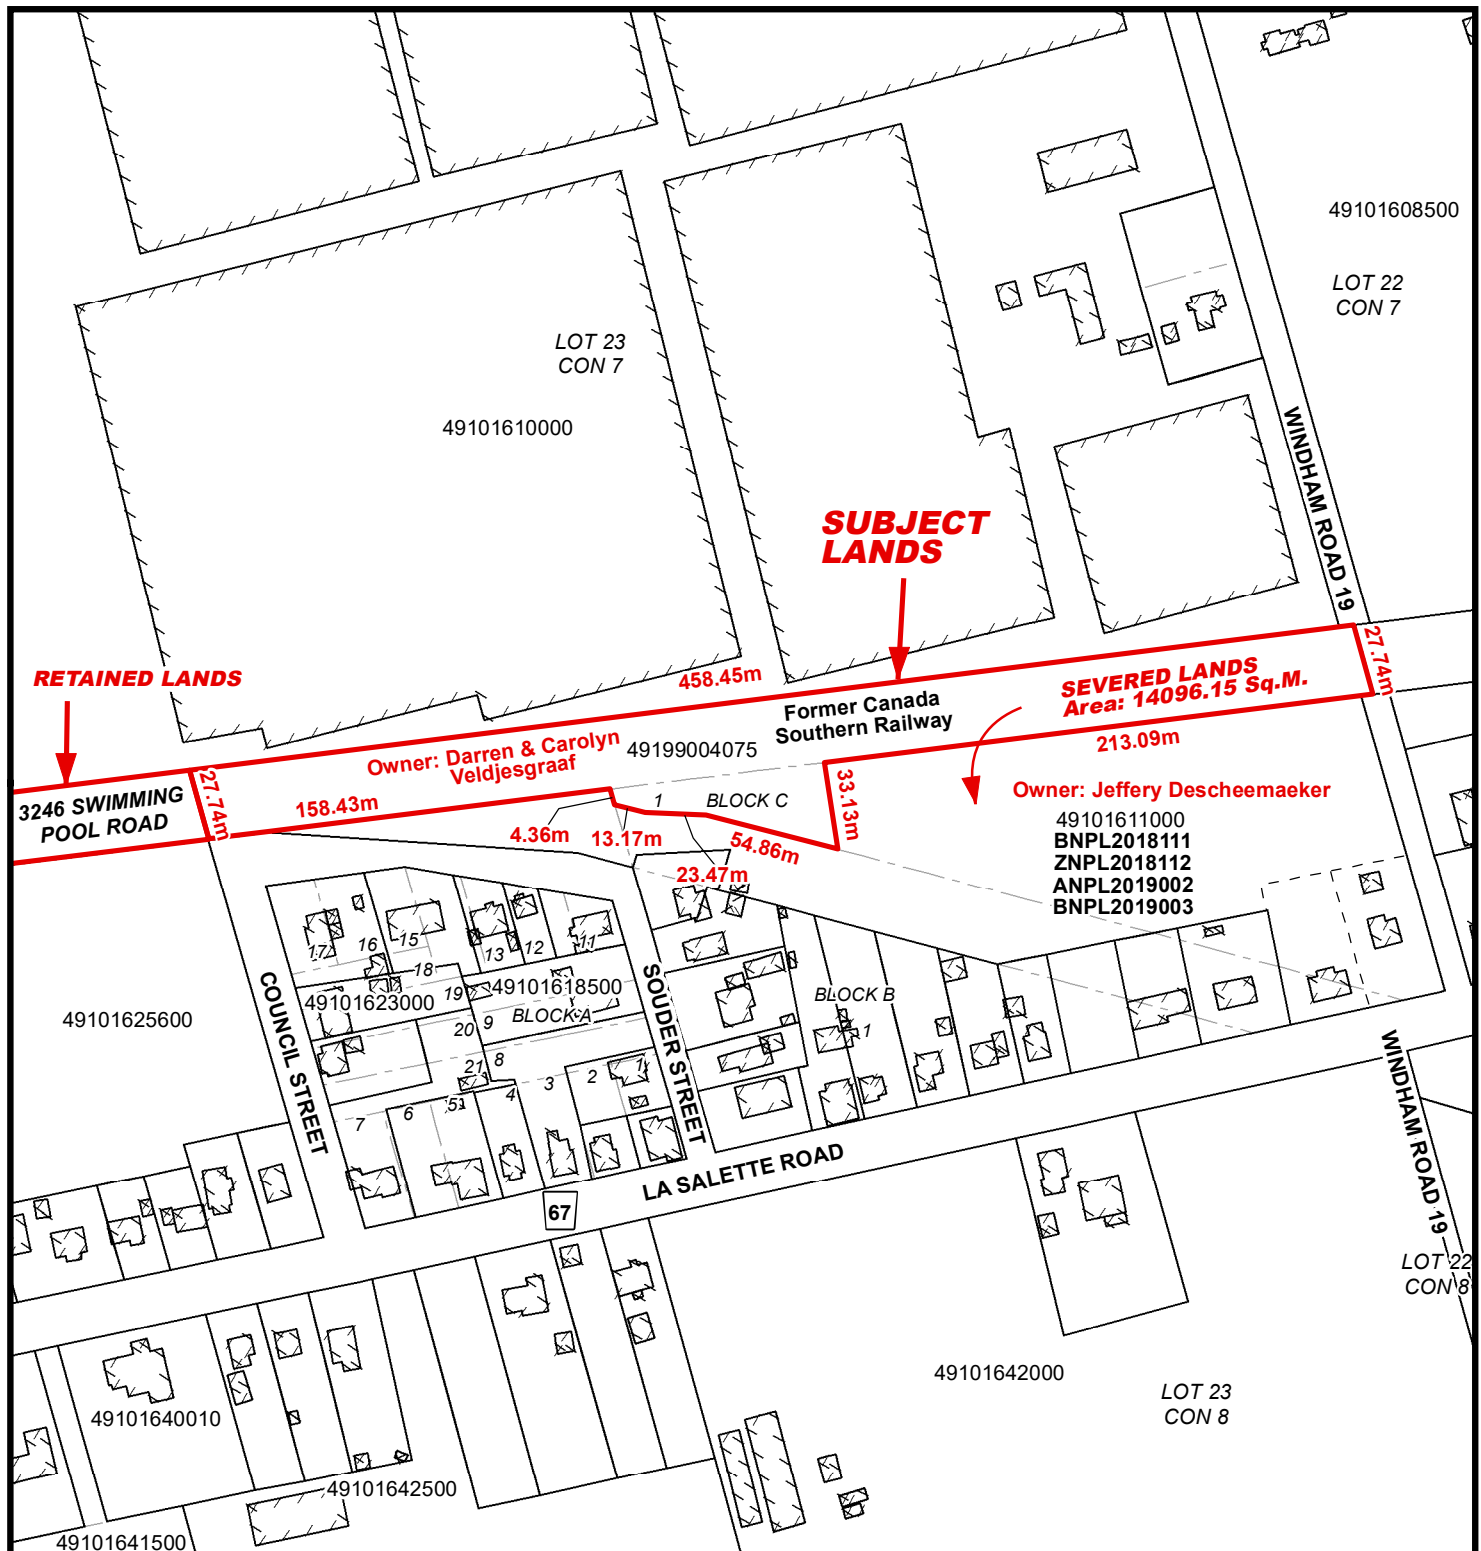 49101608500
LOT 22
CON 7
LOT 23
CON 7
49101610000
WINDHAM ROAD 19
SUBJECT
LANDS
RETAINED LANDS
458.45m
27.74m
SEVERED LANDS
Area: 14096.15 Sq.M.
Former Canada
Southern Railway
Owner: Darren & Carolyn
Veldjesgraaf
49199004075
213.09m
3246 SWIMMING
POOL ROAD
27.74m
158.43m
33.13m
1
BLOCK C
Owner: Jeffery Descheemaeker
49101611000
BNPL2018111
ZNPL2018112
ANPL2019002
BNPL2019003
4.36m
13.17m
54.86m
23.47m
17
16
15
13
12
11
18
19
49101623000
49101618500
BLOCK A
20
9
21
8
7
6
5
4
3
2
1
COUNCIL STREET
SOUDER STREET
BLOCK B
1
49101625600
LA SALETTE ROAD
67
WINDHAM ROAD 19
LOT 22
CON 8
49101642000
LOT 23
CON 8
49101640010
49101642500
49101641500